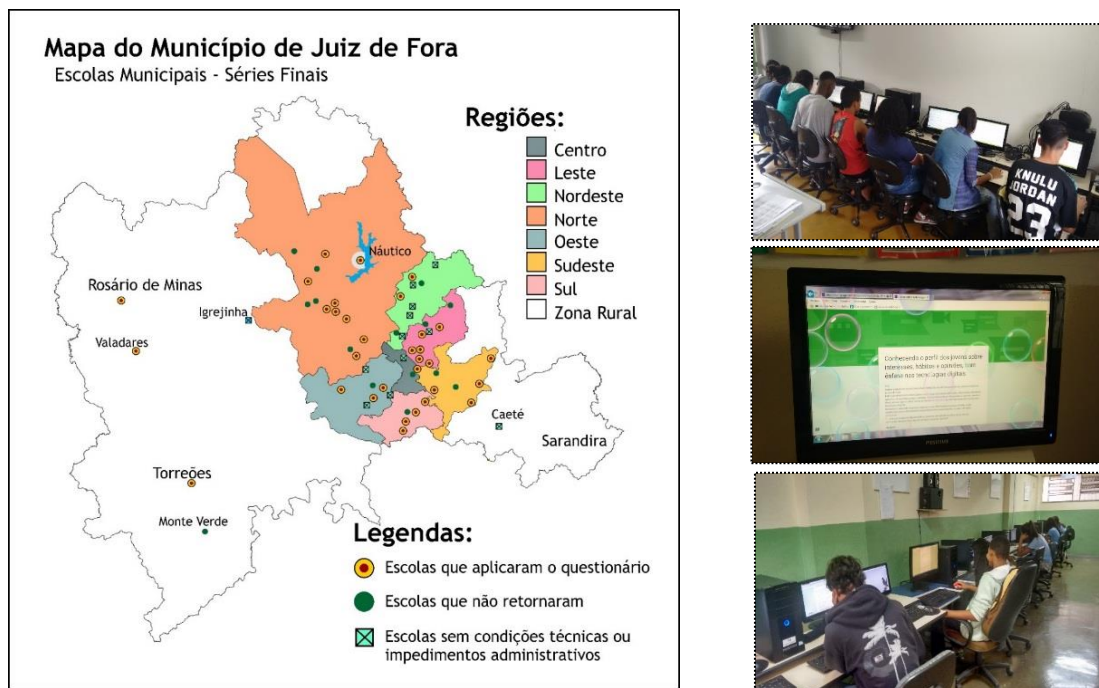 Mapa do Município de Juiz de Fora
Escolas Municipais - Séries Finais
Regiões:
Centro
Leste
Nordeste
Norte
Oeste
Sudeste
Sul
Zona Rural
Náutico
Rosário de Minas
Igrejinha
Valadares
Caeté
Sarandira
Torreões
Monte Verde
Legendas:
Escolas que aplicaram o questionário
Escolas que não retornaram
Escolas sem condições técnicas ou
impedimentos administrativos
KNULU
JORDAN
23
Conhecendo o perfil dos jovens sobre
interesses, hábitos e opiniões, com
ênfase nas tecnologias digitais